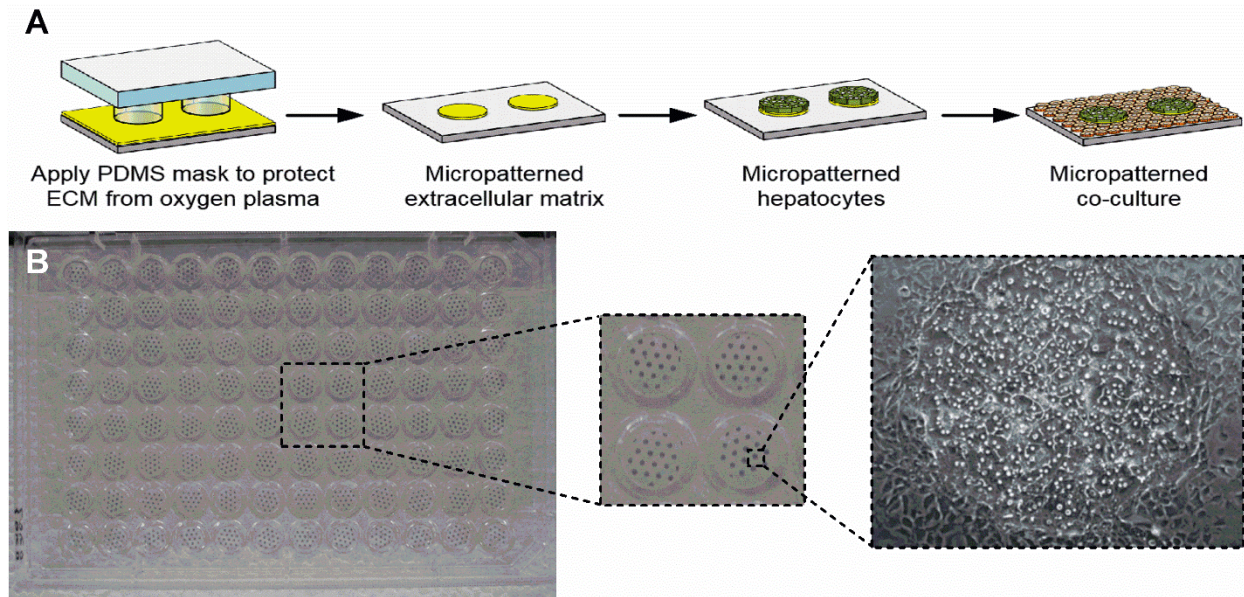 A
Apply PDMS mask to protect
ECM from oxygen plasma
Micropatterned
extracellular matrix
Micropatterned
hepatocytes
Micropatterned
co-culture
B